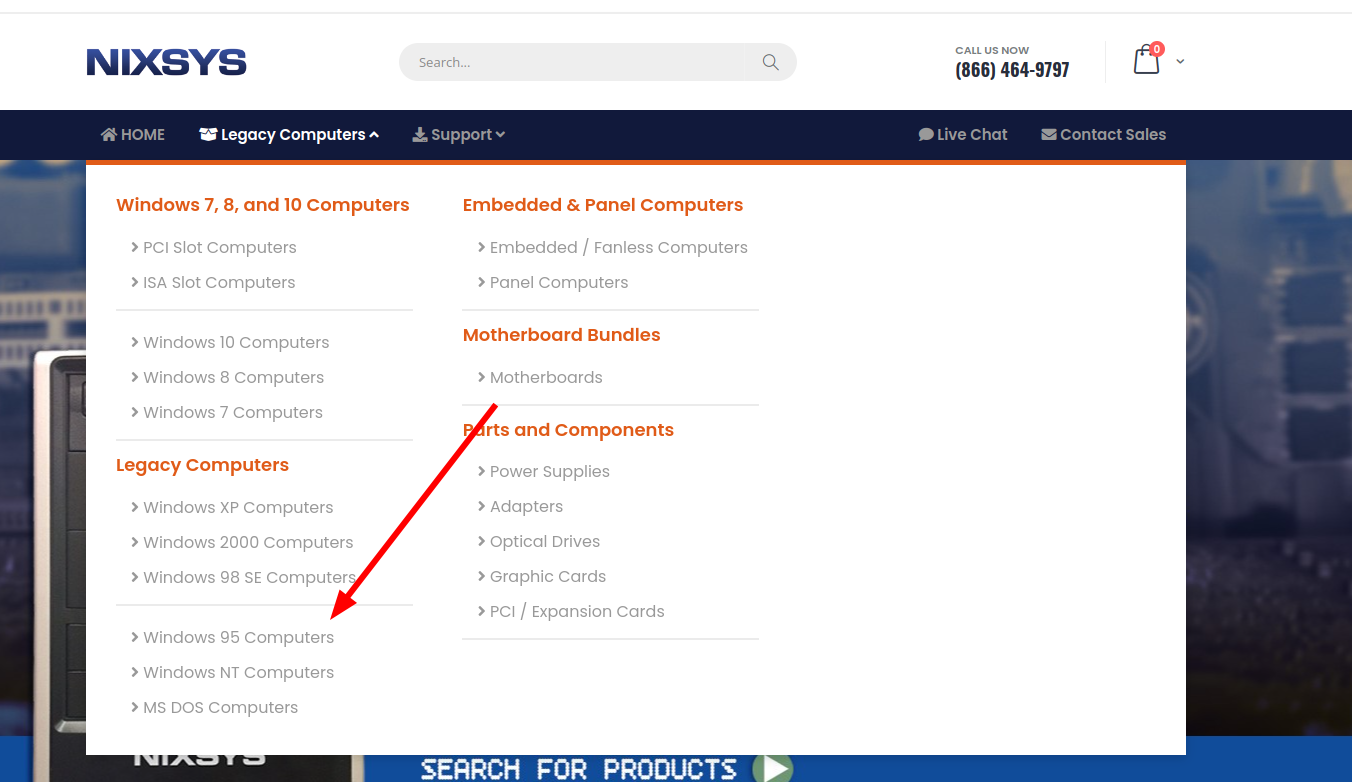 NIXSYS
Search...
CALL US NOW
(866) 464-9797
0
HOME
Legacy Computers
Support
Live Chat
Contact Sales
Windows 7, 8, and 10 Computers
PCI Slot Computers
ISA Slot Computers
Windows 10 Computers
Windows 8 Computers
Windows 7 Computers
Legacy Computers
Windows XP Computers
Windows 2000 Computers
Windows 98 SE Computers
Windows 95 Computers
Windows NT Computers
MS DOS Computers
Embedded & Panel Computers
Embedded / Fanless Computers
Panel Computers
Motherboard Bundles
Motherboards
Parts and Components
Power Supplies
Adapters
Optical Drives
Graphic Cards
PCI / Expansion Cards
NIXSYS
SEARCH FOR PRODUCTS